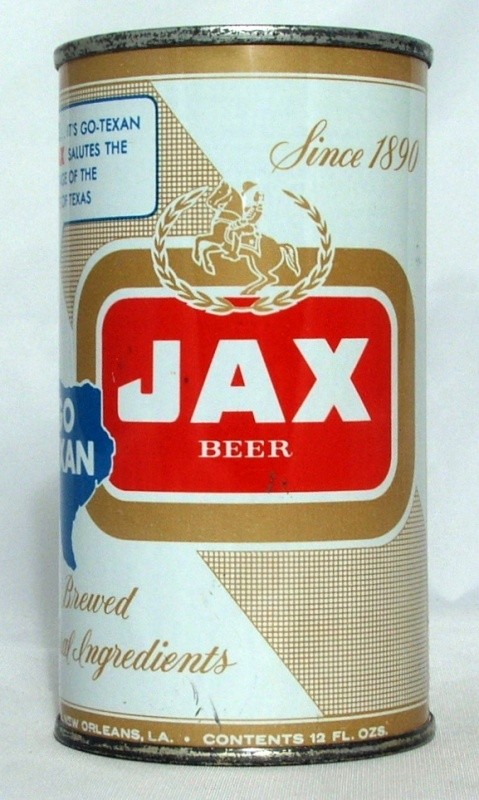 IT'S GO-TEXAN
SALUTES THE
OF THE
OF TEXAS
Since 1890
JAX
BEER
Brewed
Ingredients
NEW ORLEANS, LA. • CONTENTS 12 FL. OZS.